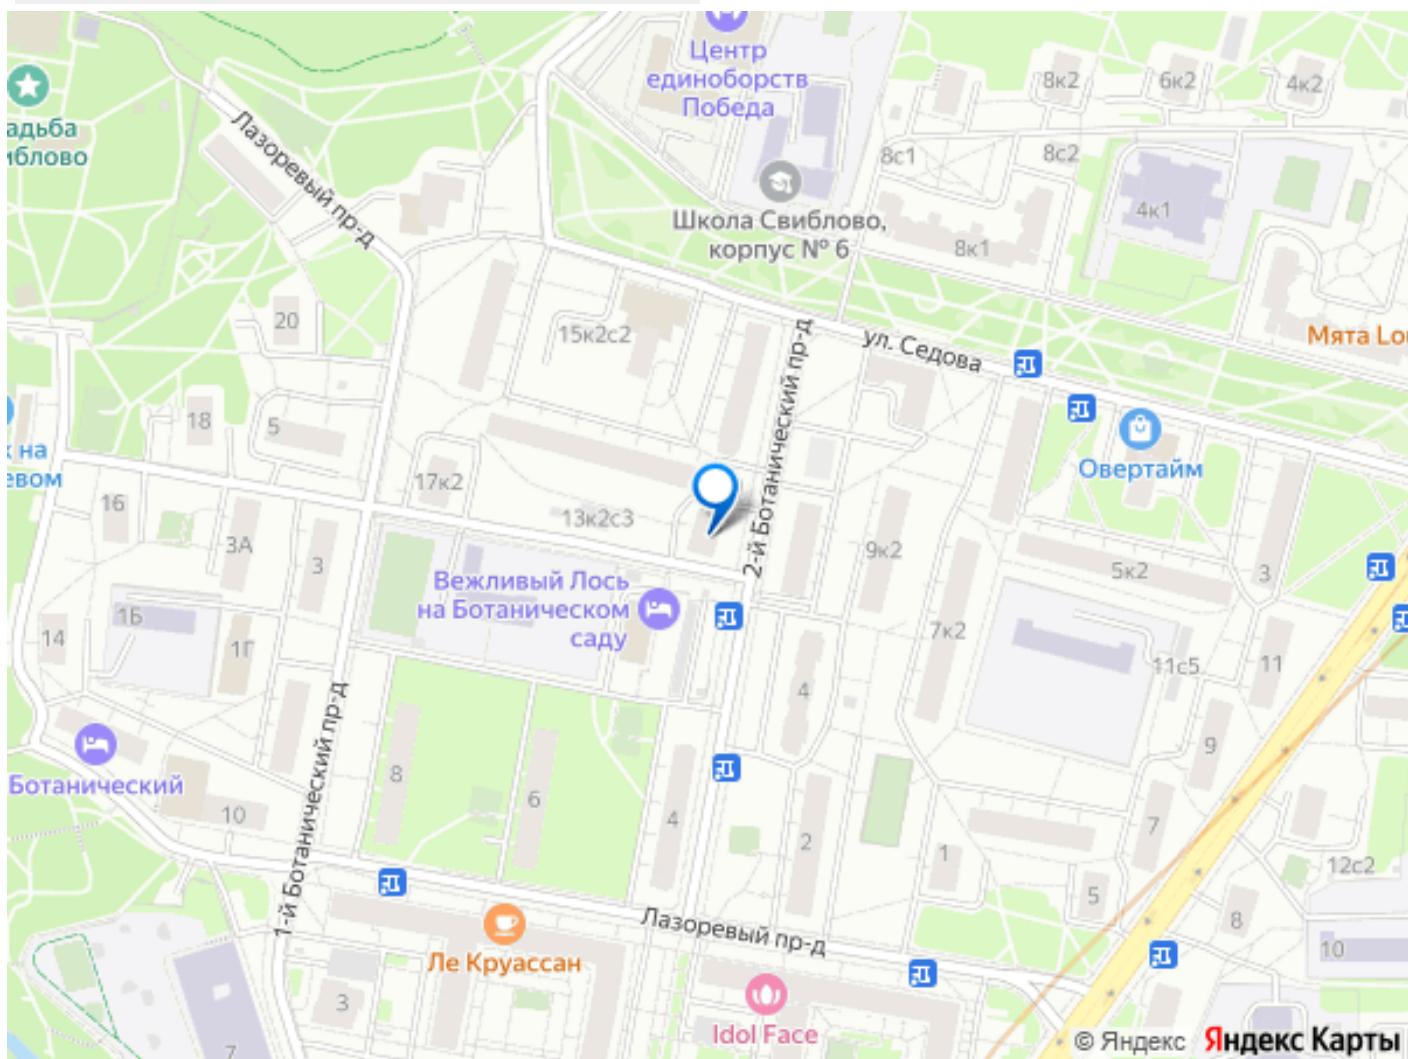 Центр
единоборств
Победа
8к2
6к2
4к2
адьба
иблово
Лазоревый пр-д
8с1
8с2
Школа Свиблово,
корпус № 6
4к1
8к1
20
15к2с2
ул. Седова
Мята Lou
2-й Ботанический пр-д
18
5
к на
евом
Овертайм
17к2
16
13к2с3
3А
3
9к2
5к2
3
Вежливый Лось
на Ботаническом
саду
1Б
14
1Г
7к2
11с5
11
4
9
1-й Ботанический пр-д
Ботанический
8
6
10
4
2
1
7
5
12с2
8
10
Лазоревый пр-д
Ле Круассан
3
Idol Face
7
© Яндекс Яндекс Карты